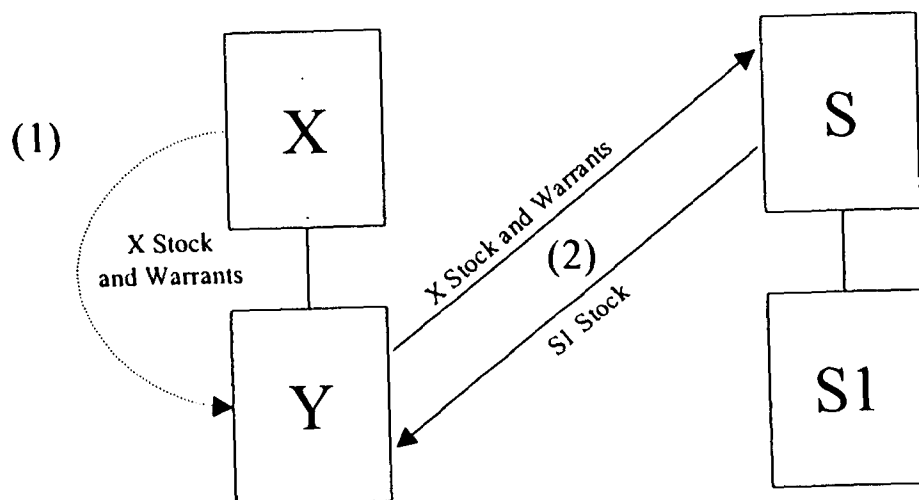 (1)
X
S
X Stock
and Warrants
X Stock and Warrants
(2)
S1 Stock
Y
S1